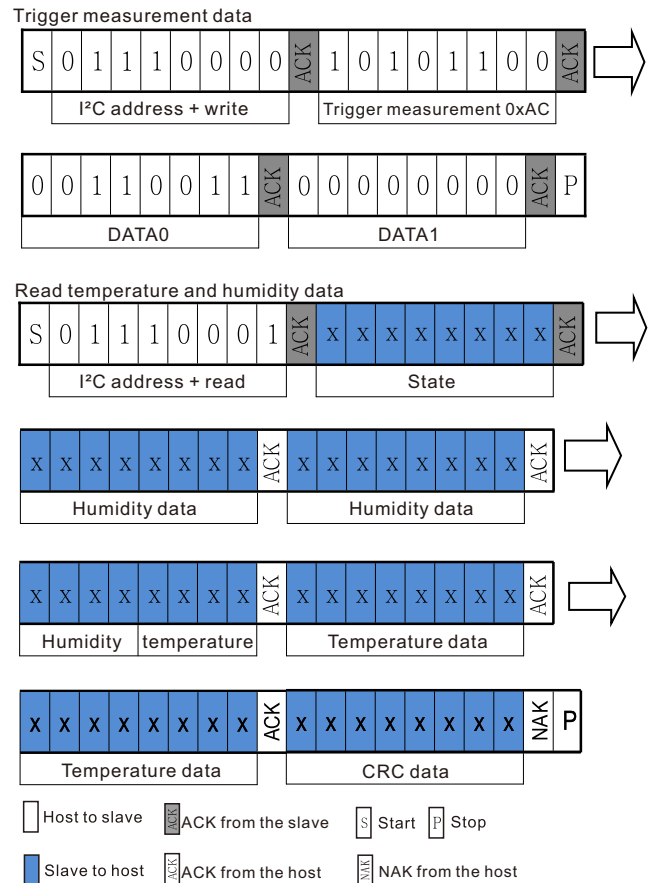 Trigger measurement data
S 0 1 1 1 0 0 0 0 ACK 1 0 1 0 1 1 0 0 ACK
I²C address + write Trigger measurement 0xAC
0 0 1 1 0 0 1 1 ACK 0 0 0 0 0 0 0 0 ACK P
DATA0 DATA1
Read temperature and humidity data
S 0 1 1 1 0 0 0 1 ACK X X X X X X X X ACK
I²C address + read State
X X X X X X X X ACK X X X X X X X X ACK
Humidity data Humidity data
X X X X X X X X ACK X X X X X X X X ACK
Humidity temperature Temperature data
X X X X X X X X ACK X X X X X X X X NAK P
Temperature data CRC data
Host to slave ACK ACK from the slave S Start P Stop
Slave to host ACK ACK from the host NAK NAK from the host